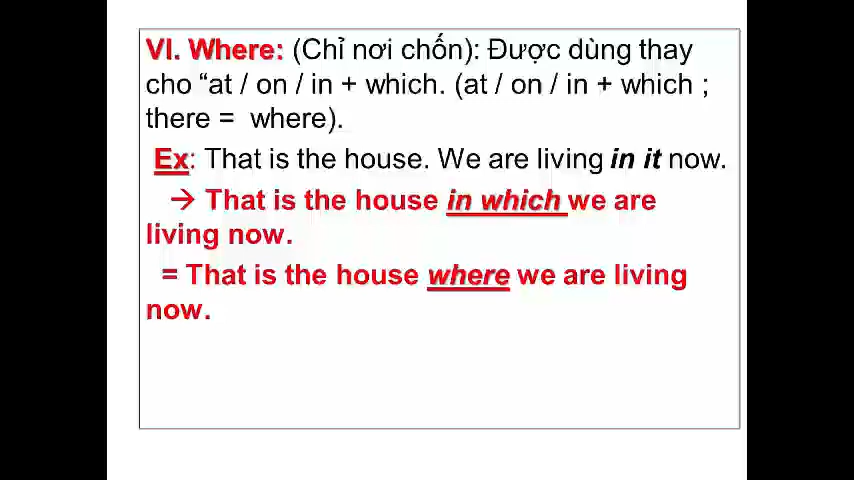 VI. Where: (Chỉ nơi chốn): Được dùng thay
cho “at / on / in + which. (at / on / in + which ;
there = where).
Ex: That is the house. We are living in it now.
→ That is the house in which we are
living now.
= That is the house where we are living
now.